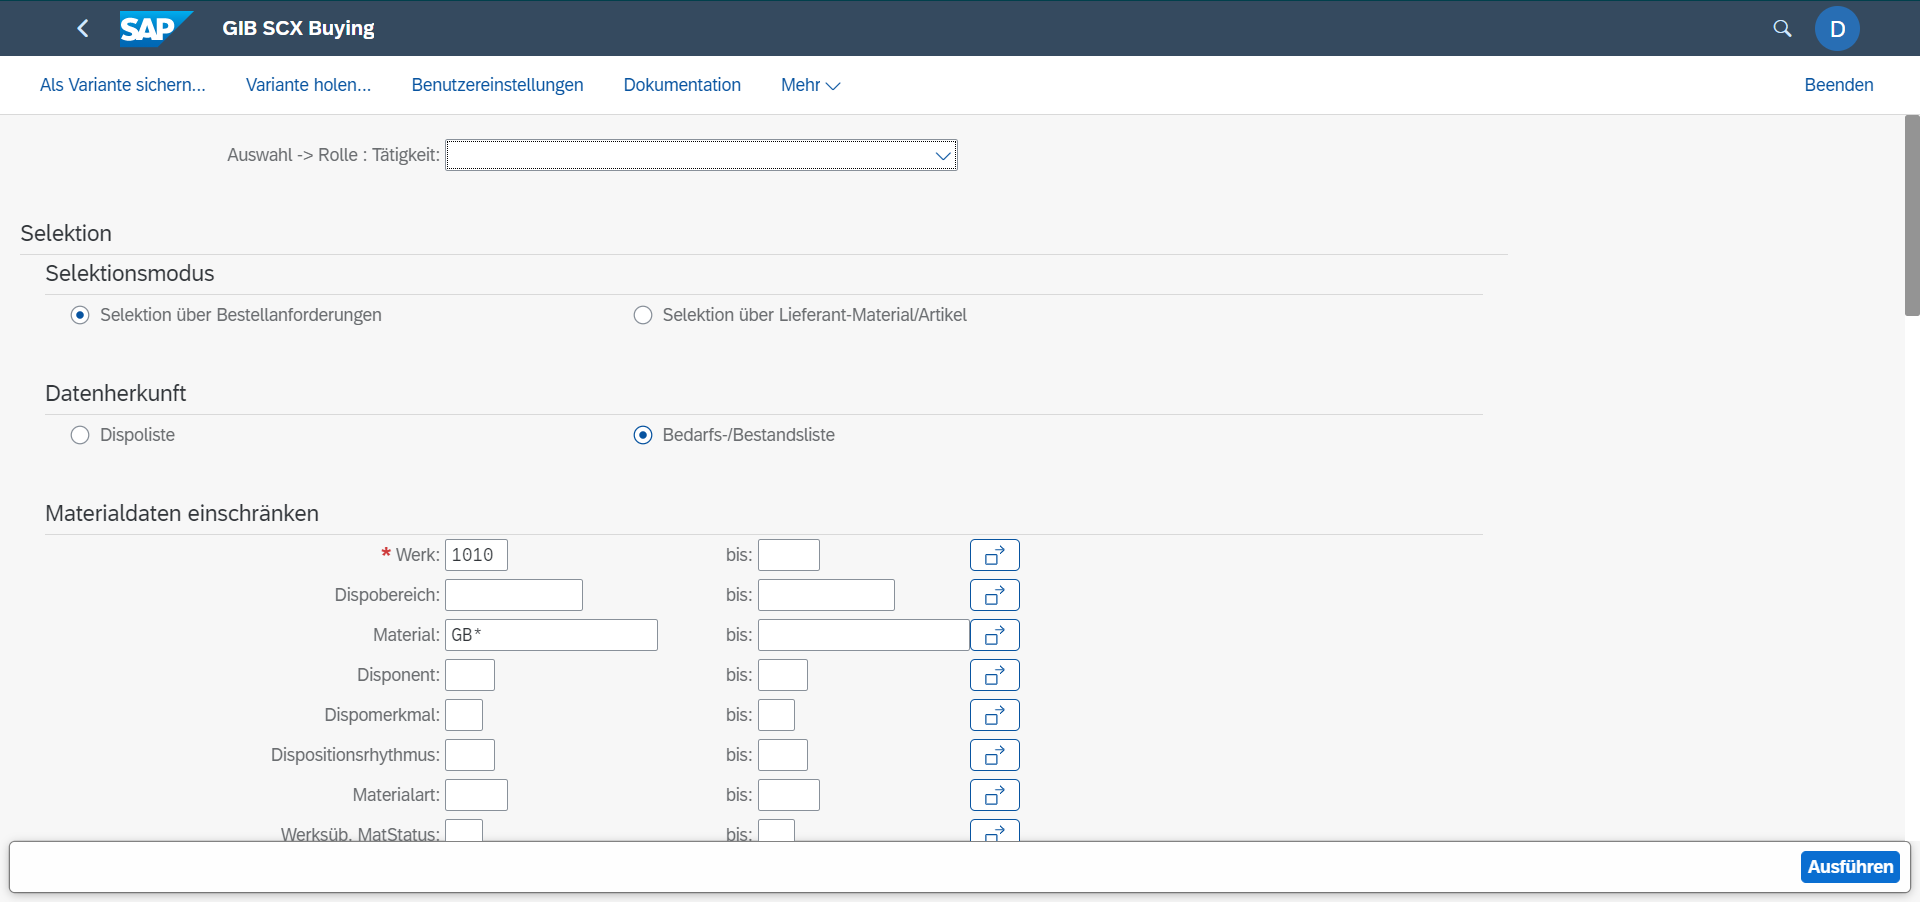 SAP GIB SCX Buying D
Als Variante sichern... Variante holen... Benutzereinstellungen Dokumentation Mehr Beenden
Auswahl -> Rolle : Tätigkeit:
Selektion
Selektionsmodus
Selektion über Bestellanforderungen Selektion über Lieferant-Material/Artikel
Datenherkunft
Dispoliste Bedarfs-/Bestandsliste
Materialdaten einschränken
* Werk: 1010 bis:
Dispobereich: bis:
Material: GB* bis:
Disponent: bis:
Dispomerkmal: bis:
Dispositionsrhythmus: bis:
Materialart: bis:
Werksüb. MatStatus: bis:
Ausführen